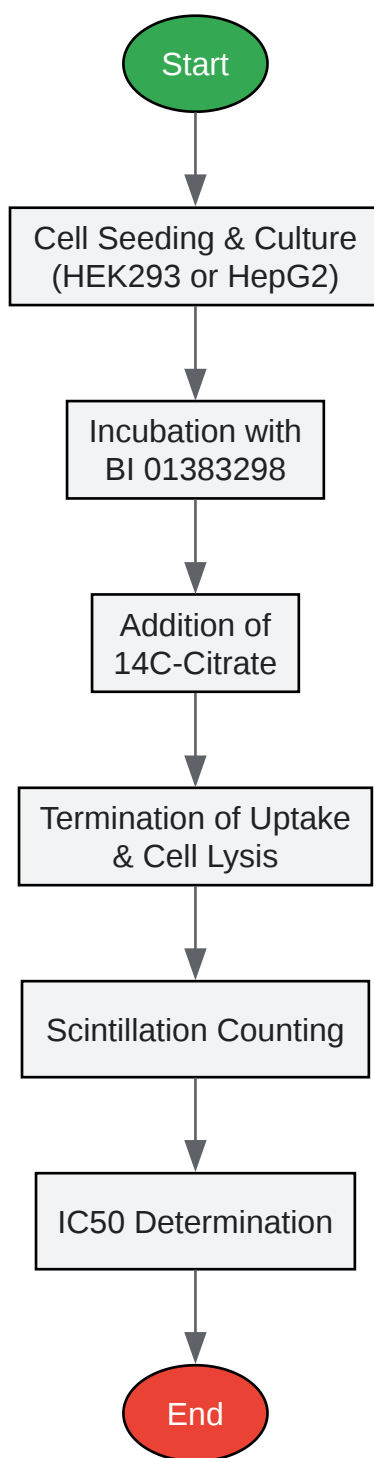 Start
Cell Seeding & Culture
(HEK293 or HepG2)
Incubation with
BI 01383298
Addition of
14C-Citrate
Termination of Uptake
& Cell Lysis
Scintillation Counting
IC50 Determination
End